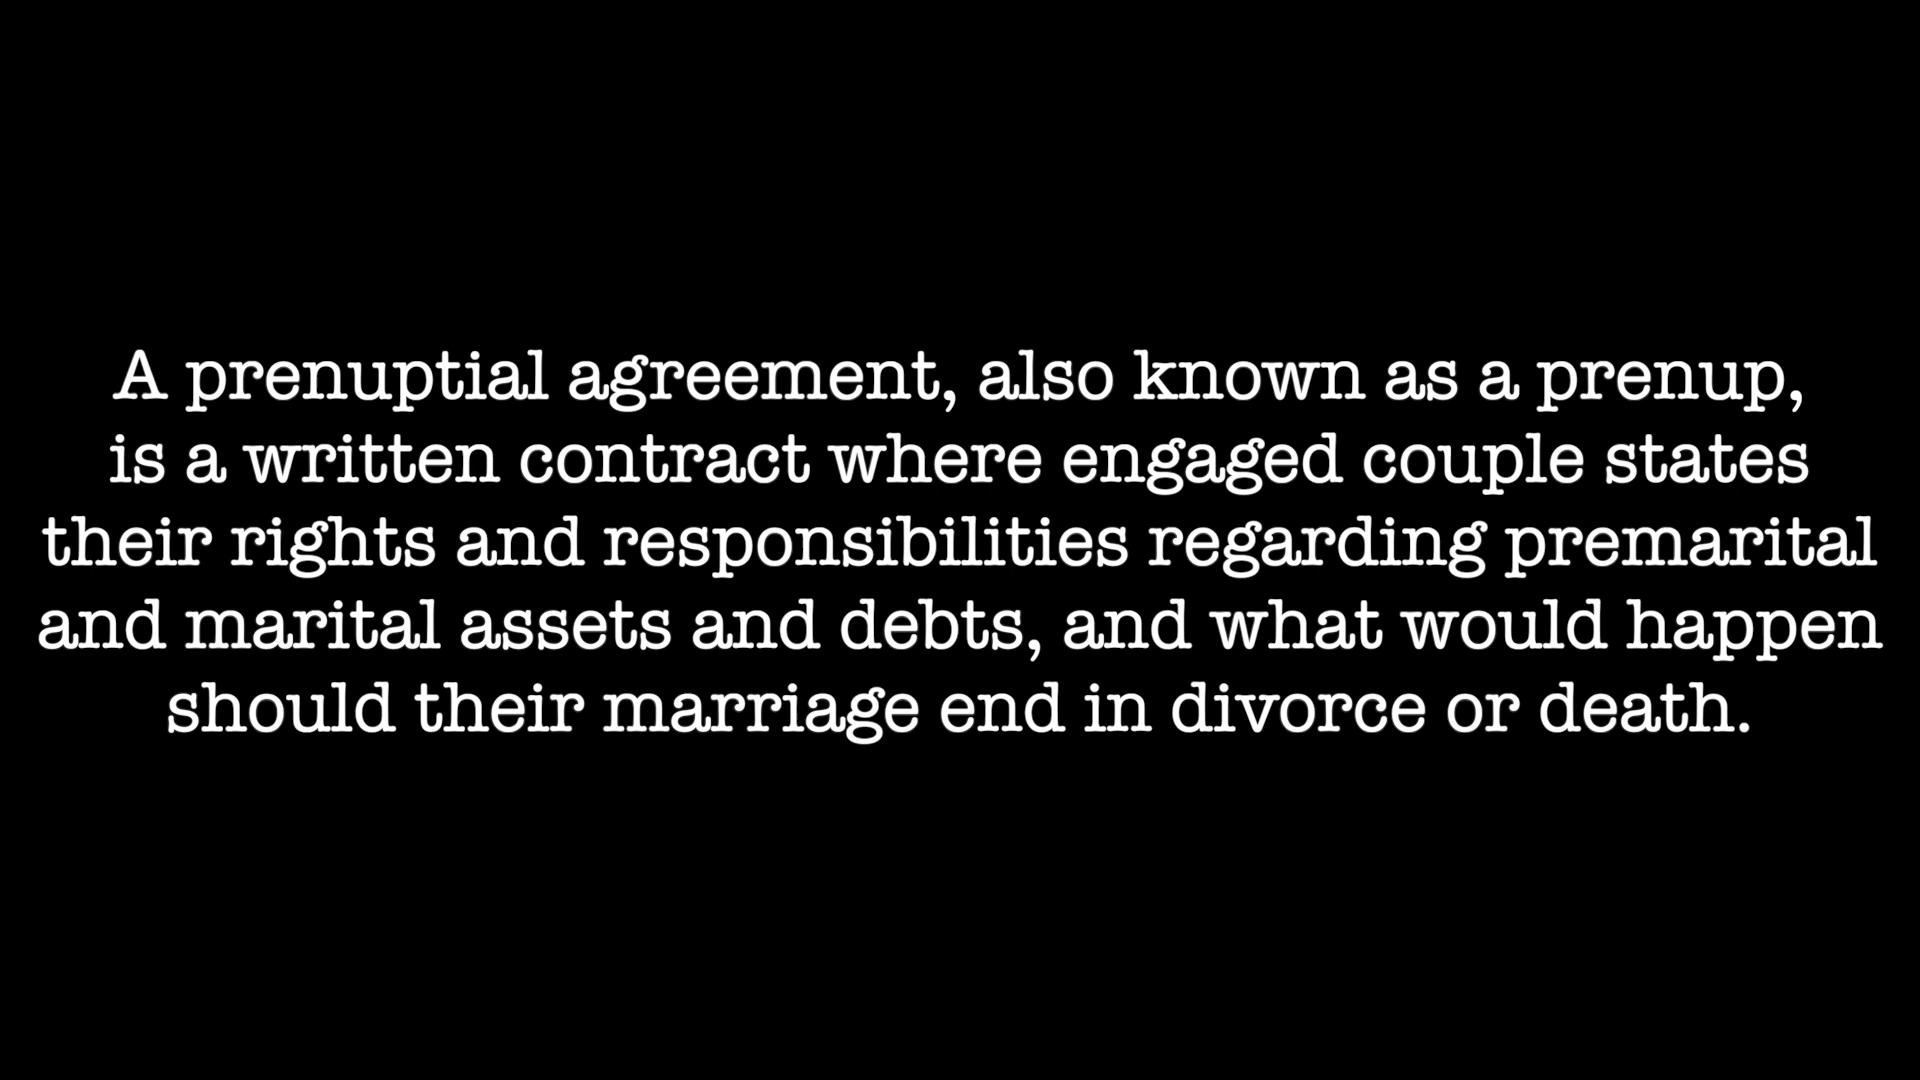 A prenuptial agreement, also known as a prenup,
is a written contract where engaged couple states
their rights and responsibilities regarding premarital
and marital assets and debts, and what would happen
should their marriage end in divorce or death.